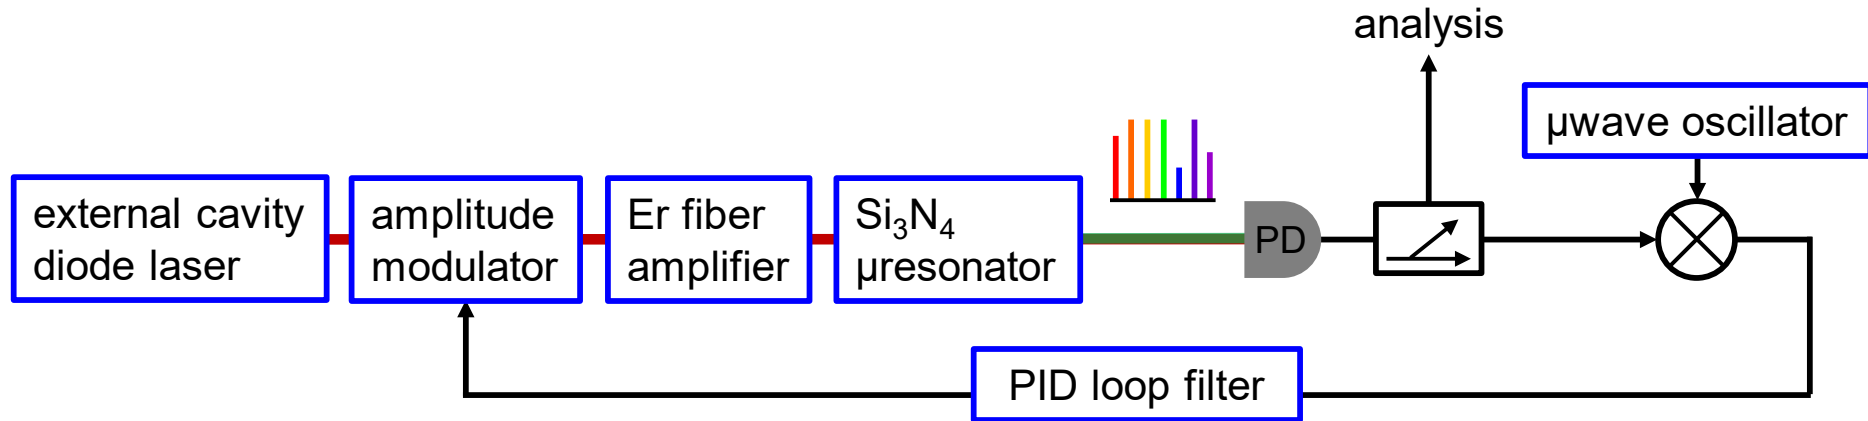 analysis
µwave oscillator
external cavity
diode laser
amplitude
modulator
Er fiber
amplifier
Si₃N₄
µresonator
PD
PID loop filter